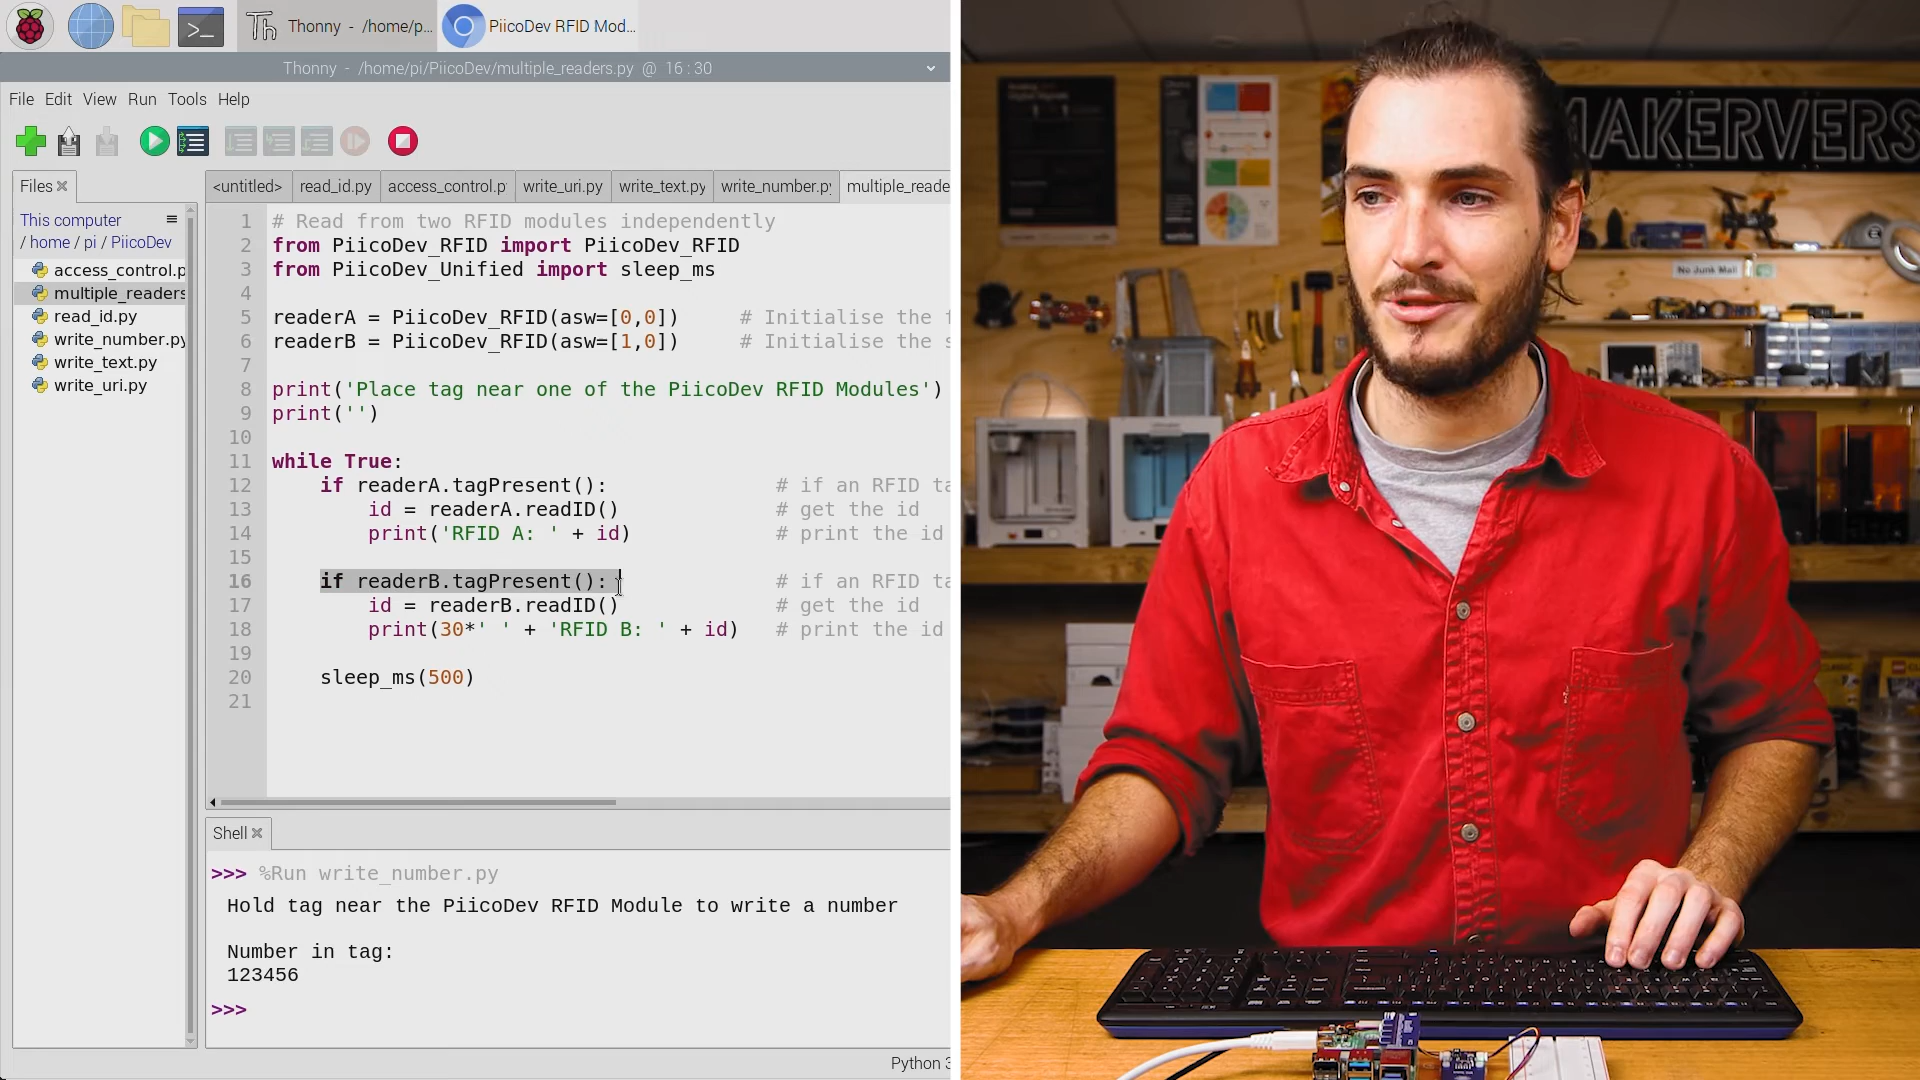 Thonny - /home/p...
PiicoDev RFID Mod...
Thonny - /home/pi/PiicoDev/multiple_readers.py @ 16 : 30
File Edit View Run Tools Help
Files
<untitled> read_id.py access_control.p write_uri.py write_text.py write_number.py multiple_reade
This computer
/ home / pi / PiicoDev
access_control.p
multiple_readers
read_id.py
write_number.py
write_text.py
write_uri.py
1 # Read from two RFID modules independently
2 from PiicoDev_RFID import PiicoDev_RFID
3 from PiicoDev_Unified import sleep_ms
4
5 readerA = PiicoDev_RFID(asw=[0,0]) # Initialise the f
6 readerB = PiicoDev_RFID(asw=[1,0]) # Initialise the s
7
8 print('Place tag near one of the PiicoDev RFID Modules')
9 print('')
10
11 while True:
12 if readerA.tagPresent(): # if an RFID ta
13 id = readerA.readID() # get the id
14 print('RFID A: ' + id) # print the id
15
16 if readerB.tagPresent(): # if an RFID ta
17 id = readerB.readID() # get the id
18 print(30*' ' + 'RFID B: ' + id) # print the id
19
20 sleep_ms(500)
21
Shell
>>> %Run write_number.py
Hold tag near the PiicoDev RFID Module to write a number
Number in tag:
123456
>>>
Python 3
MAKERVERS
No Junk Mail